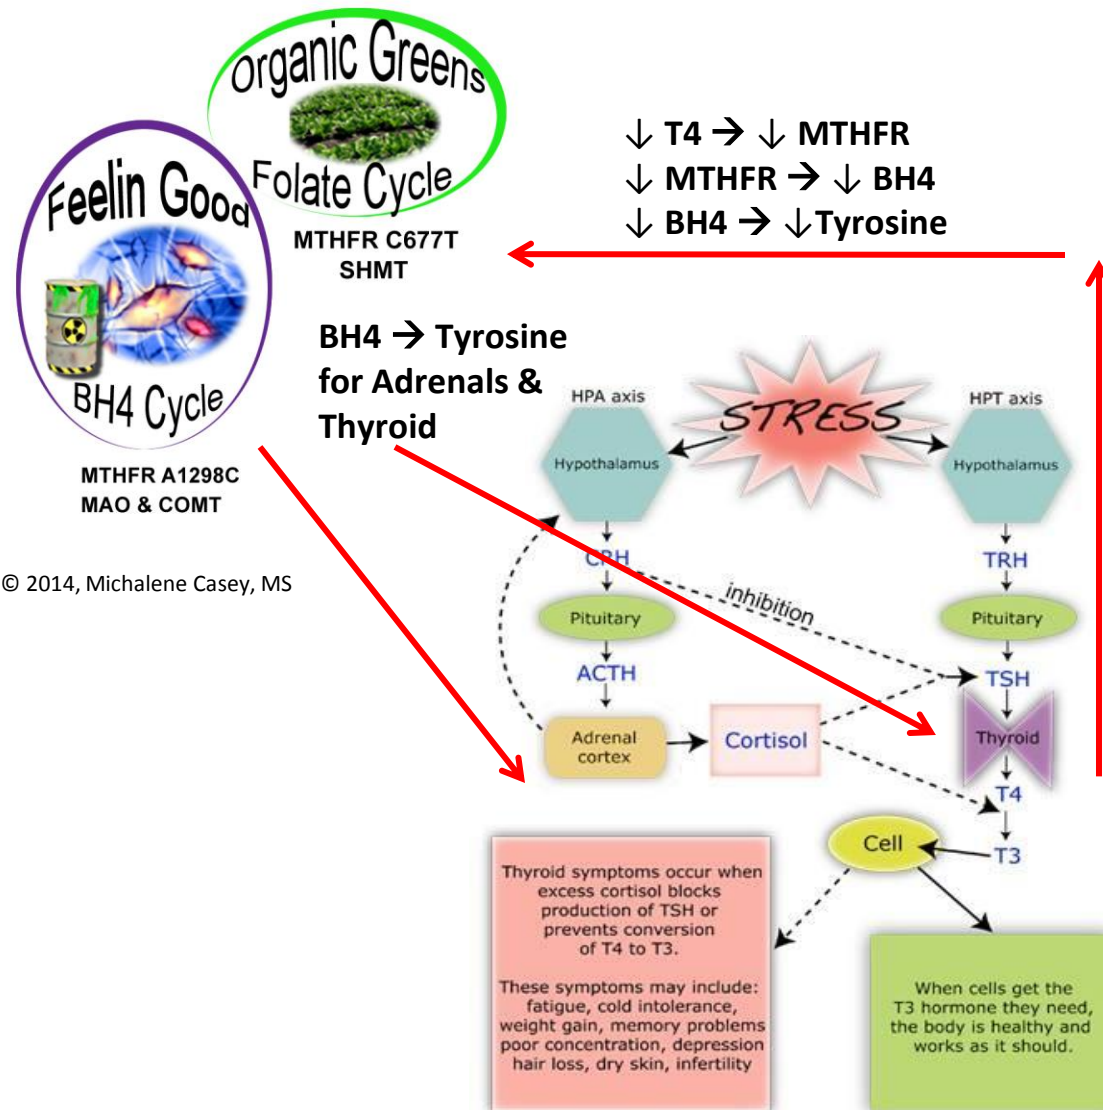 Organic Greens
Folate Cycle
MTHFR C677T
SHMT
Feelin Good
BH4 Cycle
MTHFR A1298C
MAO & COMT
© 2014, Michalene Casey, MS
↓ T4 → ↓ MTHFR
↓ MTHFR → ↓ BH4
↓ BH4 → ↓Tyrosine
BH4 → Tyrosine
for Adrenals &
Thyroid
STRESS
HPA axis
Hypothalamus
CRH
Pituitary
ACTH
Adrenal
cortex
Cortisol
inhibition
HPT axis
Hypothalamus
TRH
Pituitary
TSH
Thyroid
T4
T3
Cell
Thyroid symptoms occur when
excess cortisol blocks
production of TSH or
prevents conversion
of T4 to T3.
These symptoms may include:
fatigue, cold intolerance,
weight gain, memory problems
poor concentration, depression
hair loss, dry skin, infertility
When cells get the
T3 hormone they need,
the body is healthy and
works as it should.